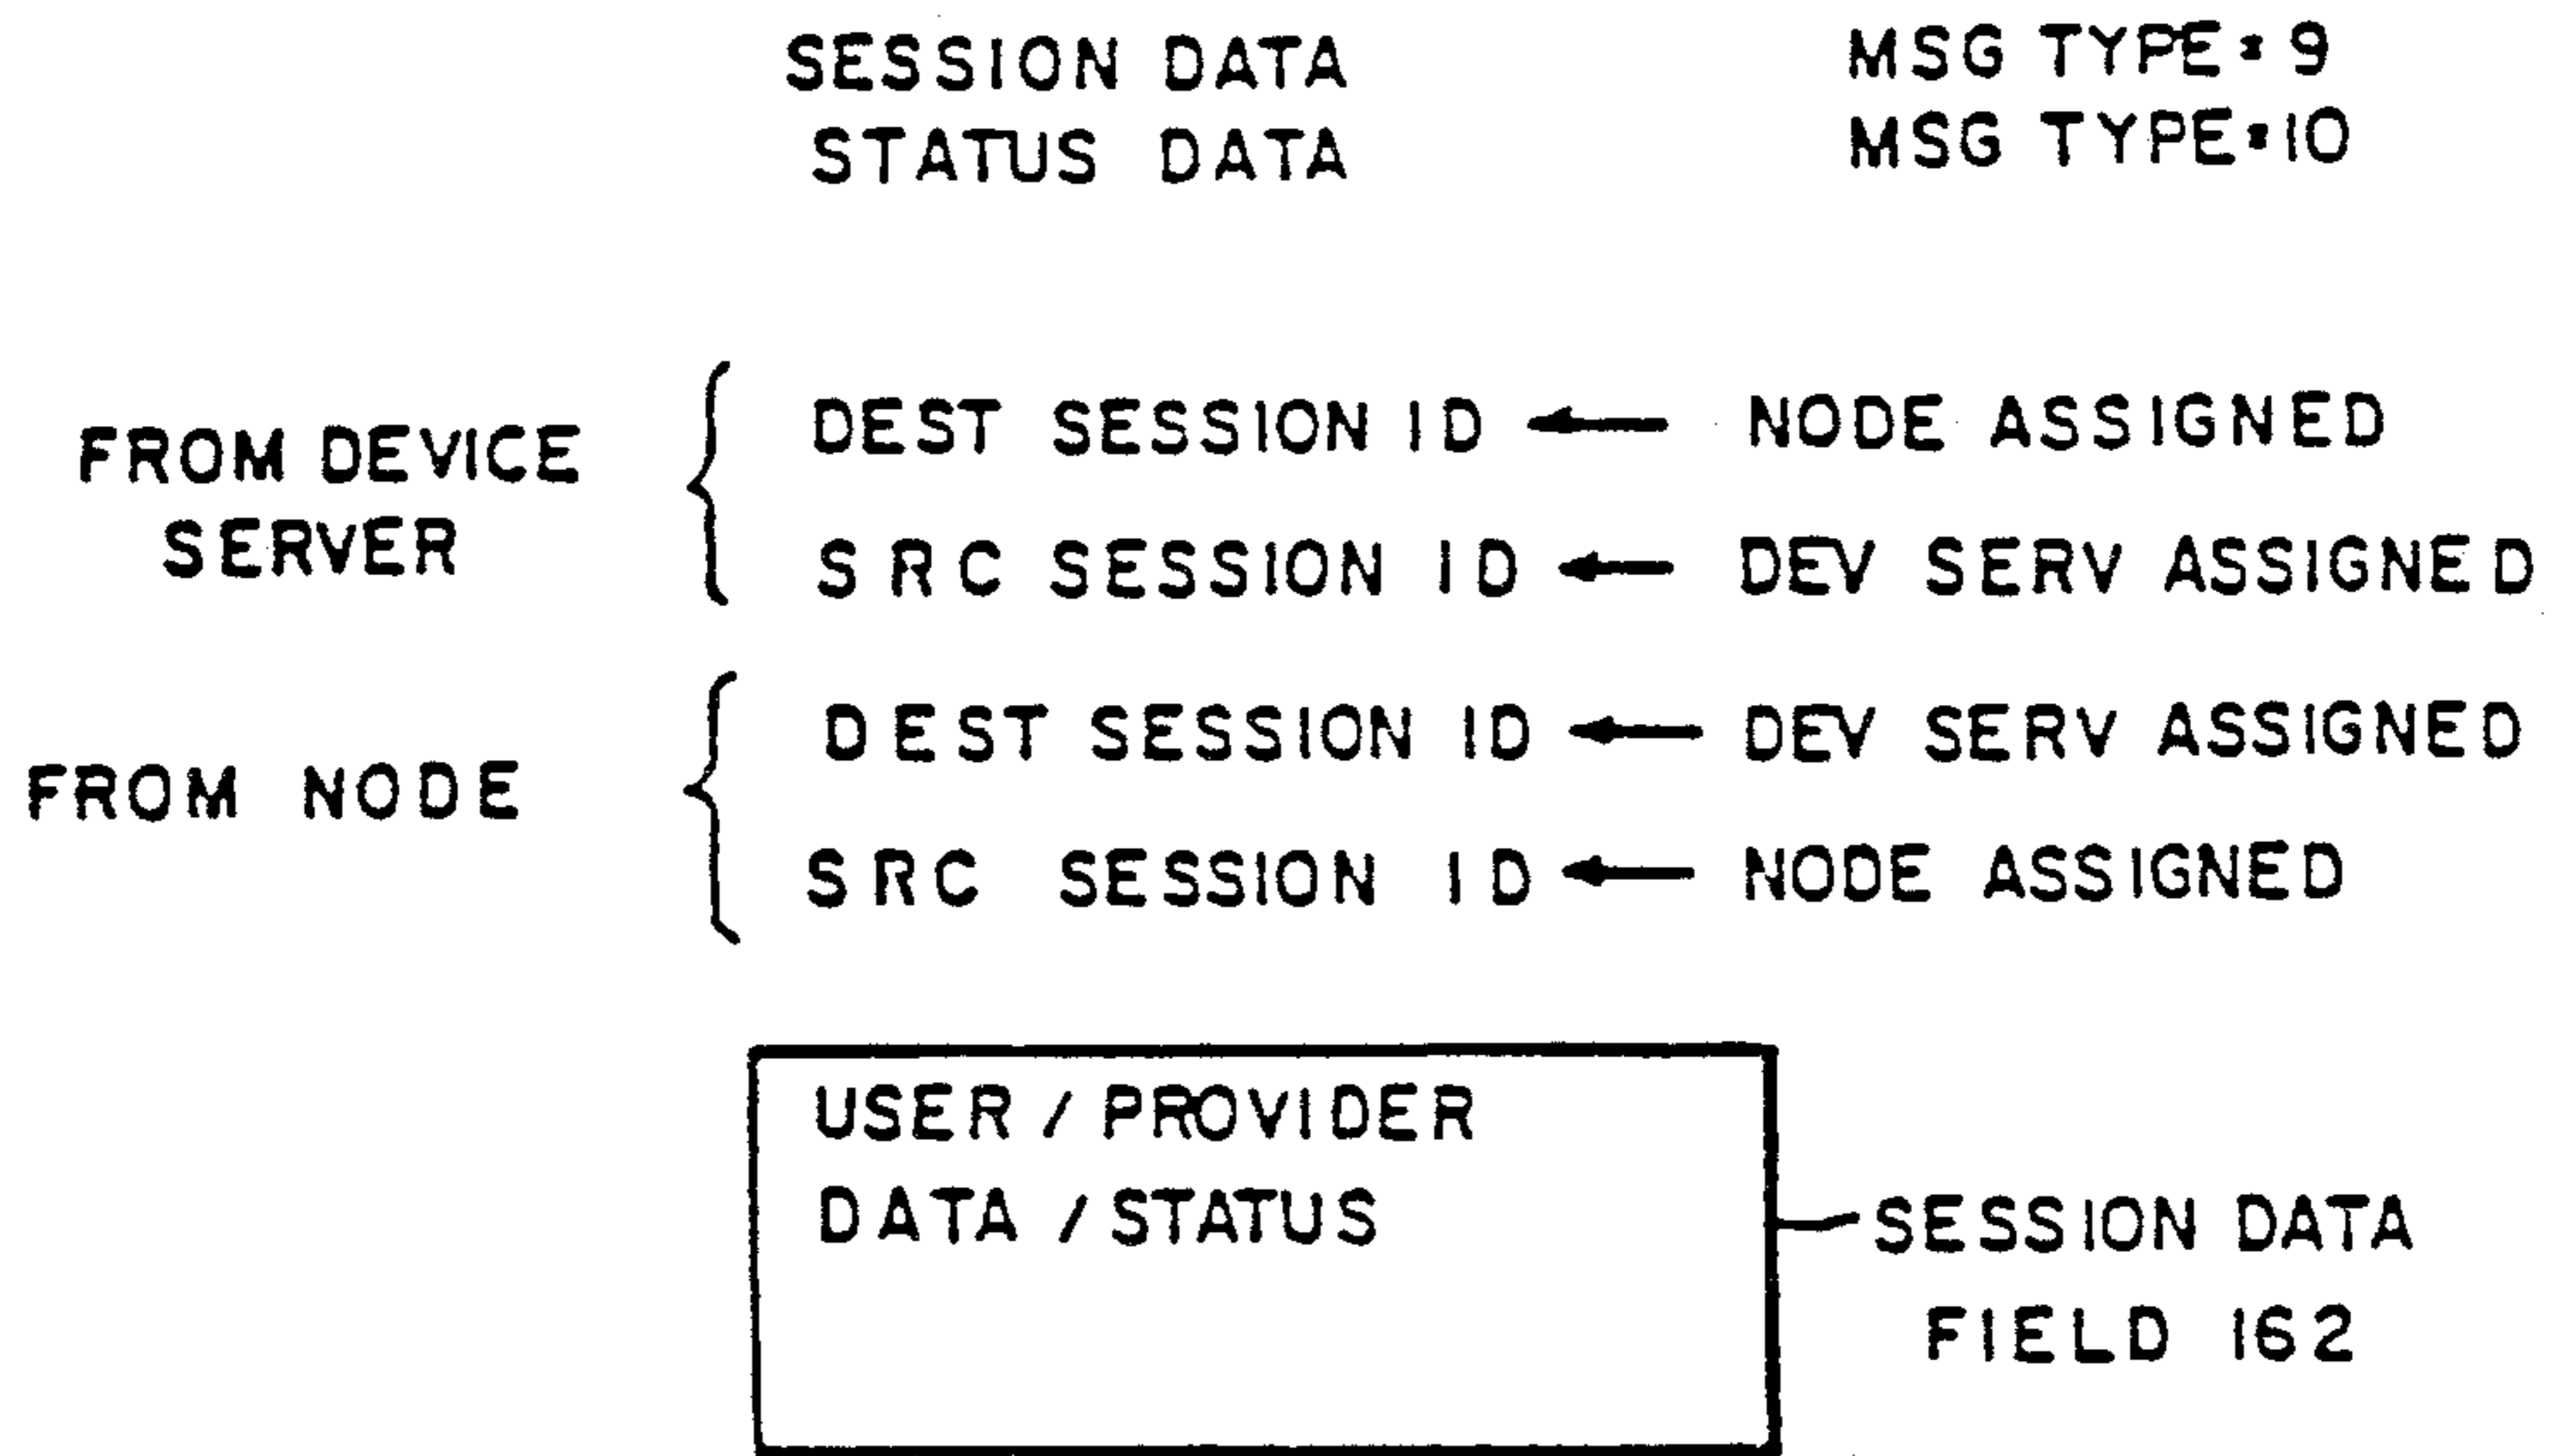 SESSION DATA MSG TYPE=9
STATUS DATA MSG TYPE=10
FROM DEVICE
SERVER
DEST SESSION ID ← NODE ASSIGNED
SRC SESSION ID ← DEV SERV ASSIGNED
FROM NODE
DEST SESSION ID ← DEV SERV ASSIGNED
SRC SESSION ID ← NODE ASSIGNED
USER / PROVIDER
DATA / STATUS
SESSION DATA
FIELD 162